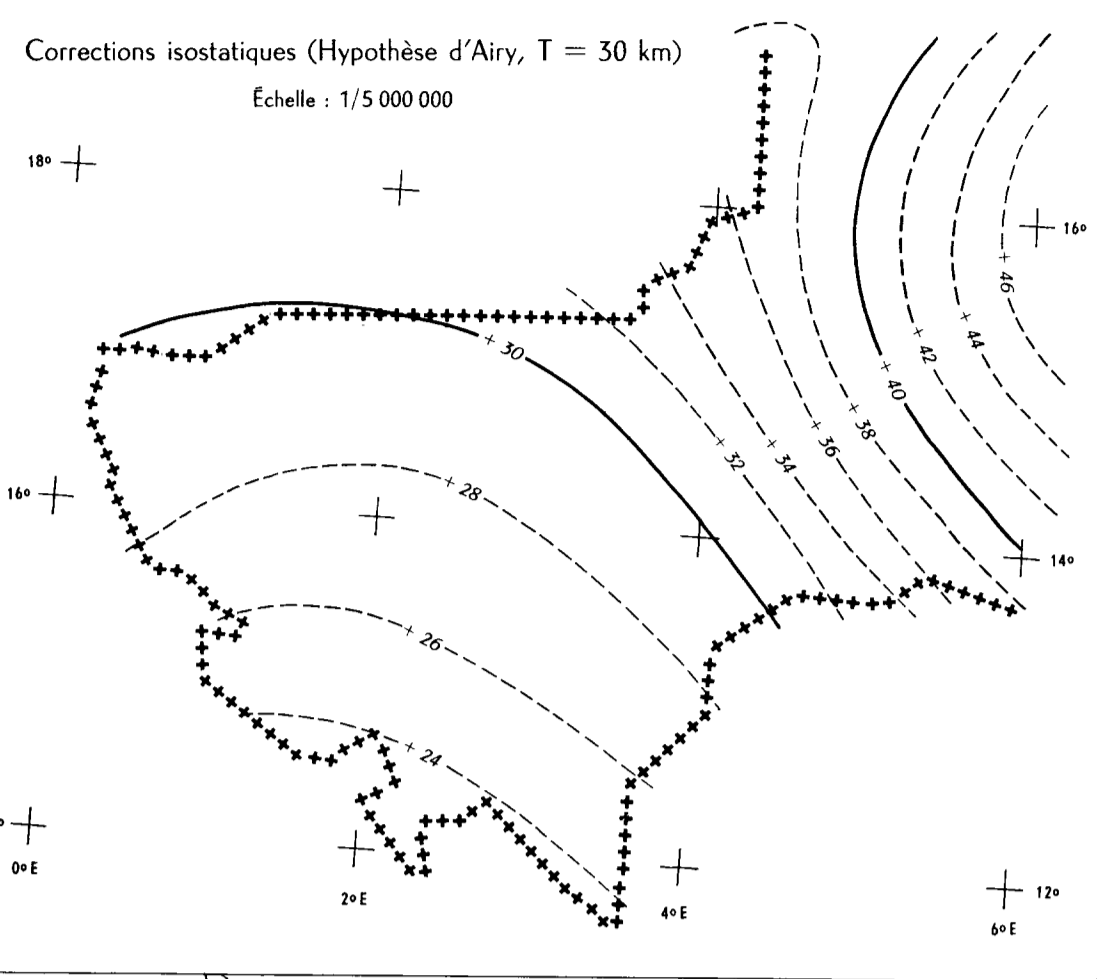 Corrections isostatiques (Hypothèse d'Airy, T = 30 km)
Échelle : 1/5 000 000
18°
16°
+ 46
+ 44
+ 42
+ 40
+ 38
+ 36
+ 34
+ 32
+ 30
+ 28
16°
14°
+ 26
+ 24
0° E
2° E
4° E
12°
6° E